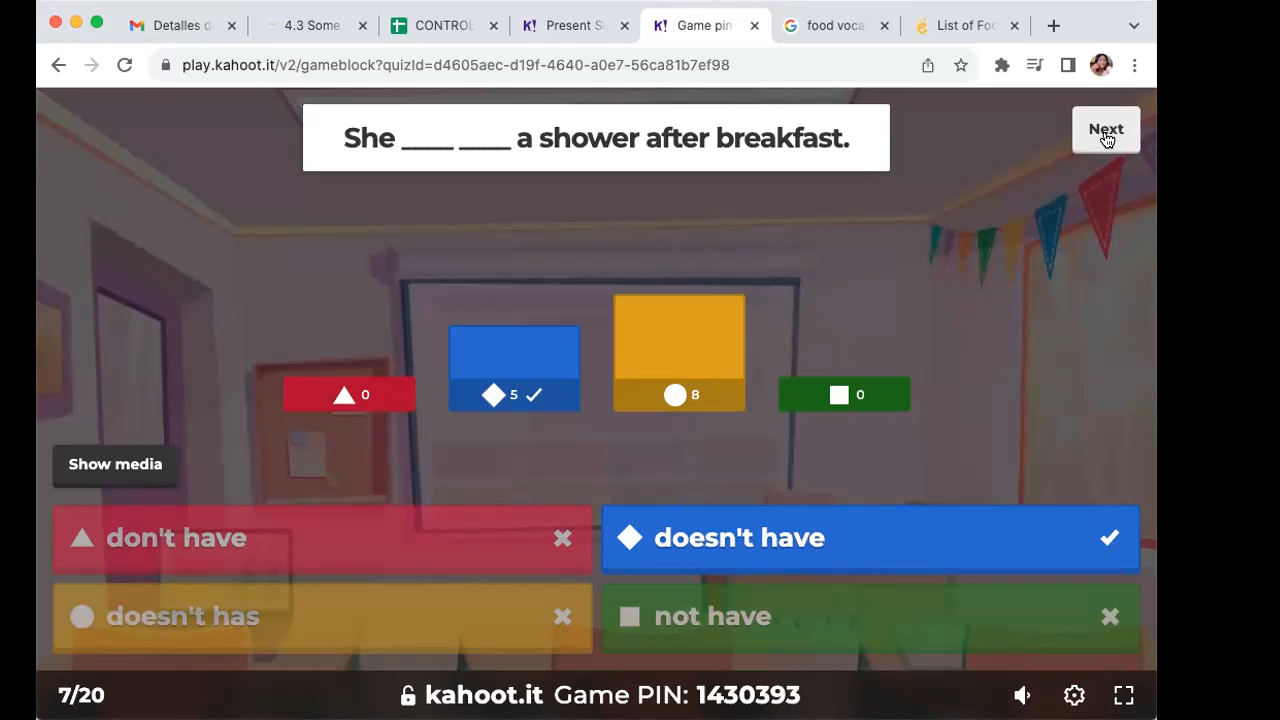 Detalles d
4.3 Some
CONTROL
K! Present Si
K! Game pin
food voca
List of Foo
play.kahoot.it/v2/gameblock?quizId=d4605aec-d19f-4640-a0e7-56ca81b7ef98
She ____ ____ a shower after breakfast.
Next
0
5
8
0
Show media
don't have
doesn't have
doesn't has
not have
7/20
kahoot.it Game PIN: 1430393